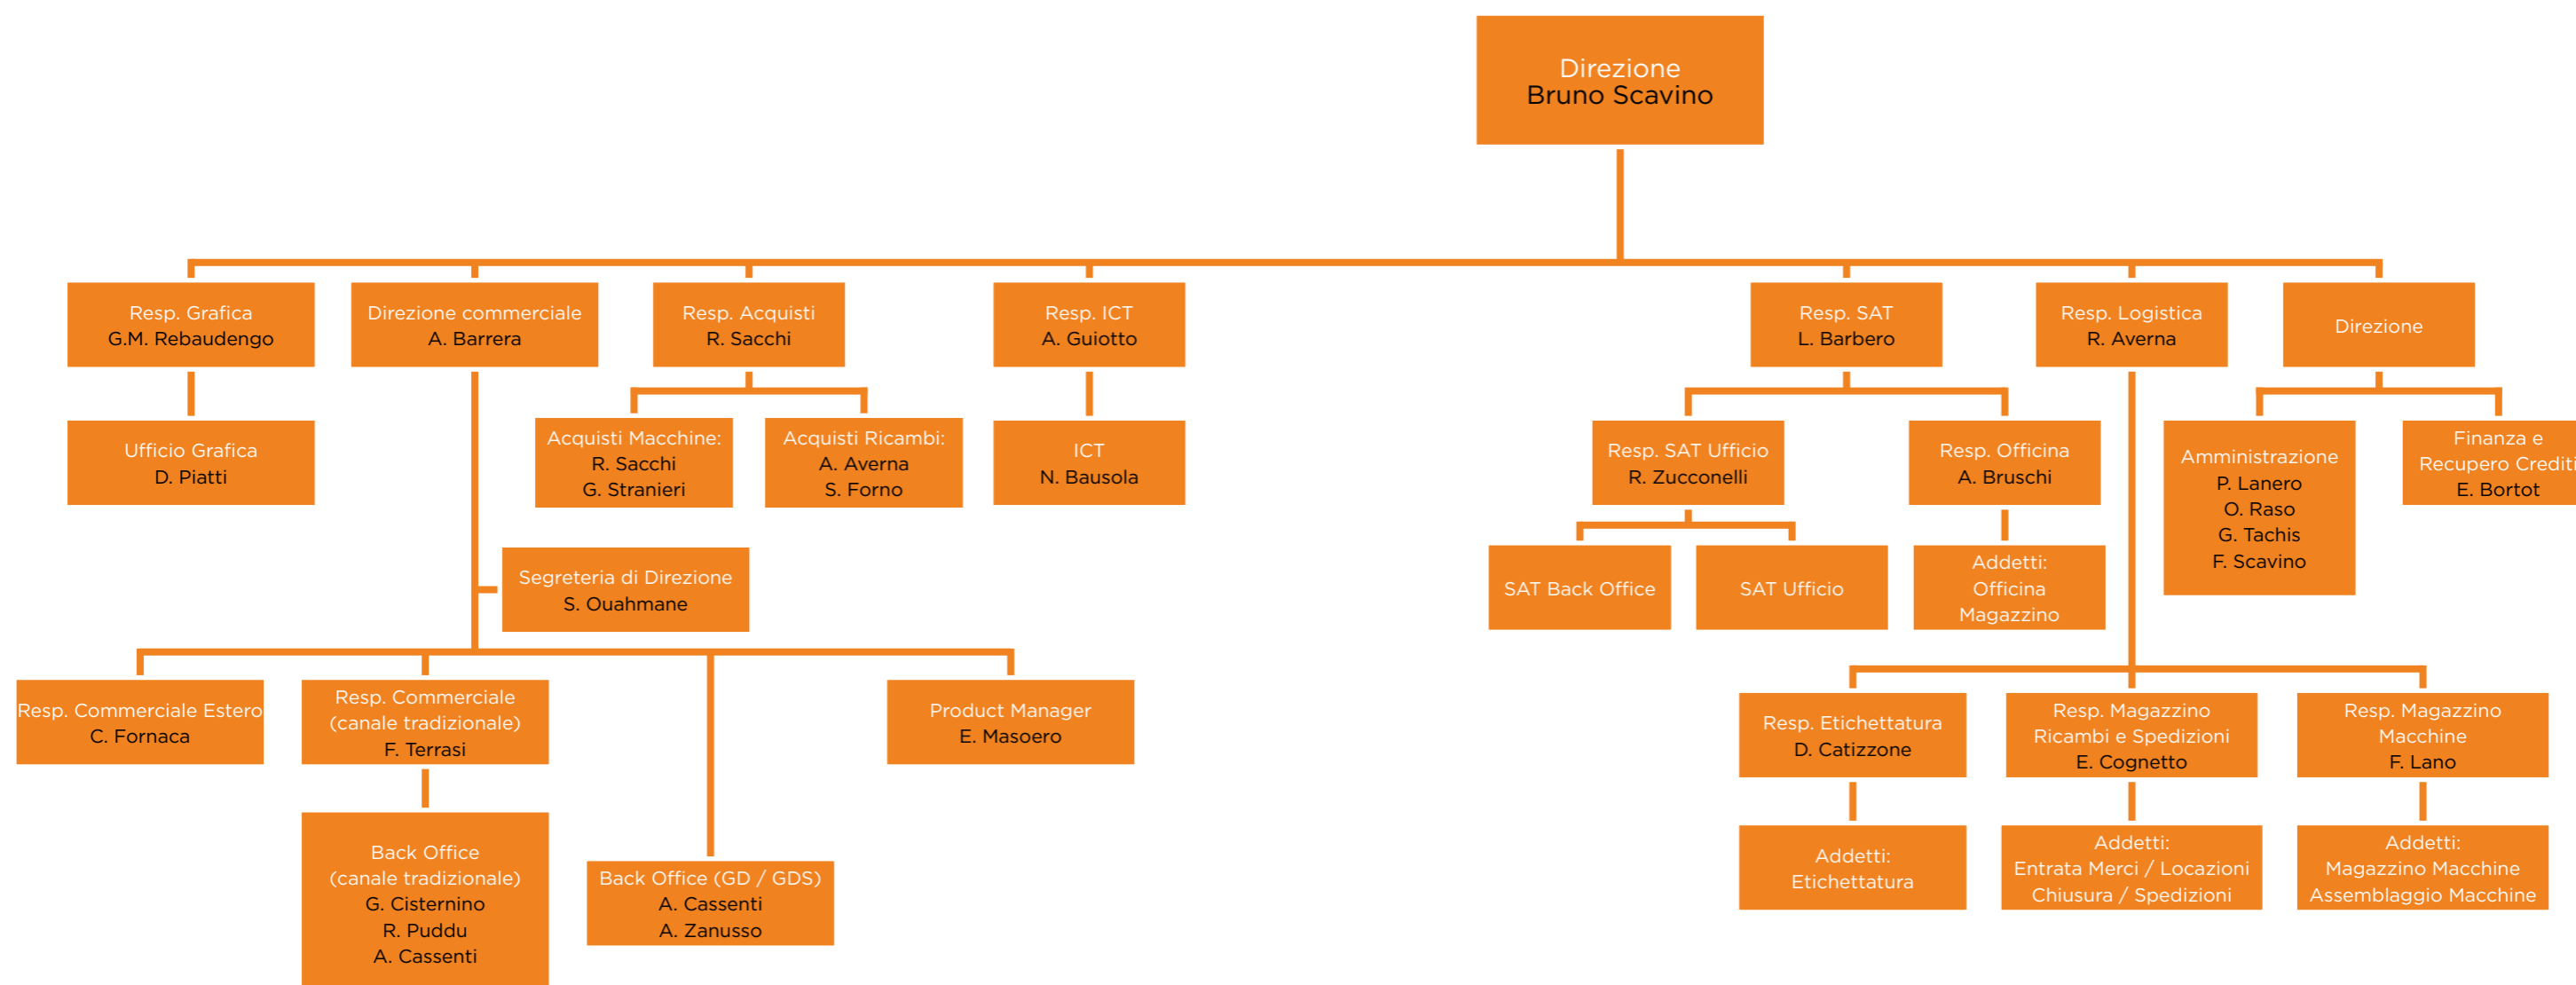 Direzione
Bruno Scavino
Resp. Grafica
G.M. Rebaudengo
Direzione commerciale
A. Barrera
Resp. Acquisti
R. Sacchi
Resp. ICT
A. Guiotto
Resp. SAT
L. Barbero
Resp. Logistica
R. Averna
Direzione
Ufficio Grafica
D. Piatti
Acquisti Macchine:
R. Sacchi
G. Stranieri
Acquisti Ricambi:
A. Averna
S. Forno
ICT
N. Bausola
Resp. SAT Ufficio
R. Zucconelli
Resp. Officina
A. Bruschi
Amministrazione
P. Lanero
O. Raso
G. Tachis
F. Scavino
Finanza e
Recupero Crediti
E. Bortot
Segreteria di Direzione
S. Ouahmane
SAT Back Office
SAT Ufficio
Addetti:
Officina
Magazzino
Resp. Commerciale Estero
C. Fornaca
Resp. Commerciale
(canale tradizionale)
F. Terrasi
Product Manager
E. Masoero
Resp. Etichettatura
D. Catizzone
Resp. Magazzino
Ricambi e Spedizioni
E. Cognetto
Resp. Magazzino
Macchine
F. Lano
Back Office
(canale tradizionale)
G. Cisternino
R. Puddu
A. Cassenti
Back Office (GD / GDS)
A. Cassenti
A. Zanusso
Addetti:
Etichettatura
Addetti:
Entrata Merci / Locazioni
Chiusura / Spedizioni
Addetti:
Magazzino Macchine
Assemblaggio Macchine